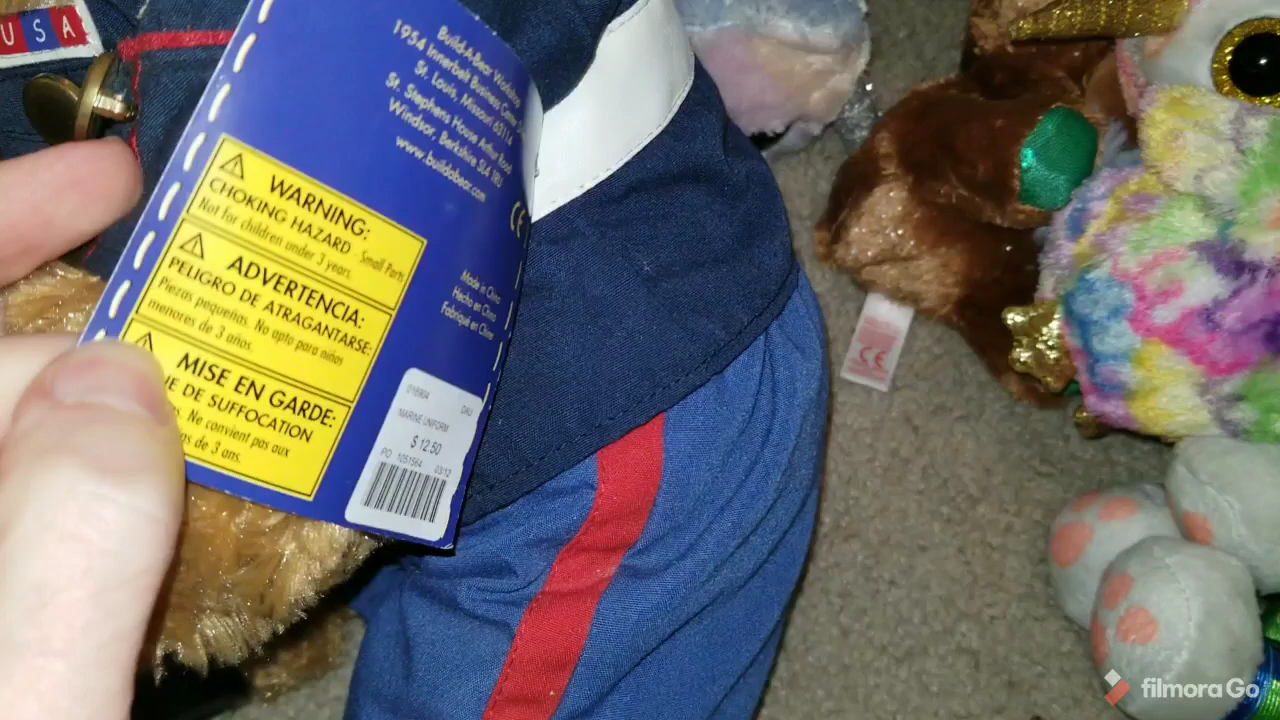 USA
Build-A-Bear Workshop
1954 Innerbelt Business Center
St. Louis, Missouri 63114
St. Stephens House Arthur Road
Windsor, Berkshire SL4 1RU
www.buildabear.com
CE
WARNING:
CHOKING HAZARD - Small Parts
Not for children under 3 years.
ADVERTENCIA:
PELIGRO DE ATRAGANTARSE:
Piezas pequeñas. No apto para niños
menores de 3 años.
MISE EN GARDE:
DE SUFFOCATION
Ne convient pas aux
de 3 ans.
Made in China
Hecho en China
Fabriqué en Chine
MARINE UNIFORM
$ 12.50
PO 1051564 03/12
CE
filmora Go